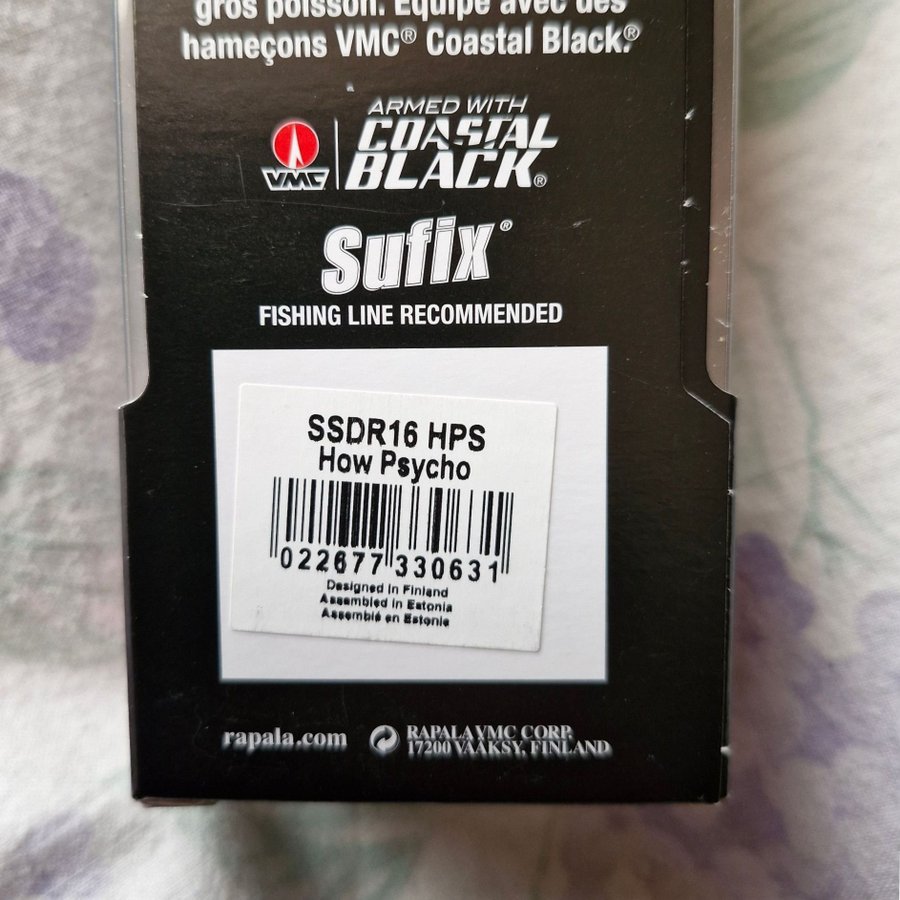 gros poisson. Équipé avec des
hameçons VMC® Coastal Black.®
ARMED WITH
COASTAL
BLACK®
VMC
Sufix®
FISHING LINE RECOMMENDED
SSDR16 HPS
How Psycho
022677 330631
Designed in Finland
Assembled in Estonia
Assemblé en Estonie
rapala.com
RAPALA VMC CORP.
17200 VÄÄKSY, FINLAND